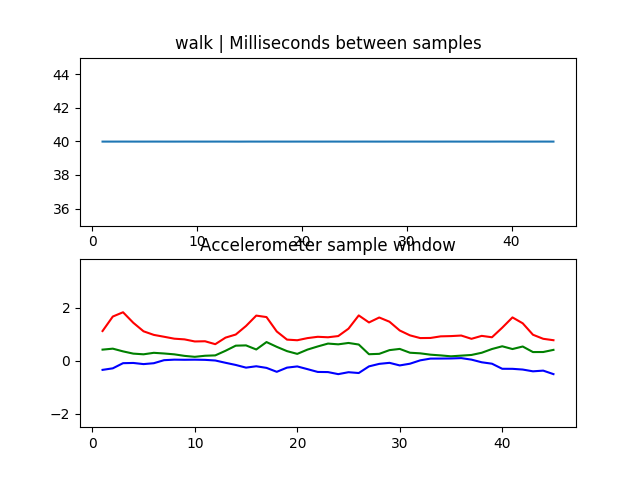 walk | Milliseconds between samples
44
42
40
38
36
0 10 20 30 40
Accelerometer sample window
2
0
−2
0 10 20 30 40